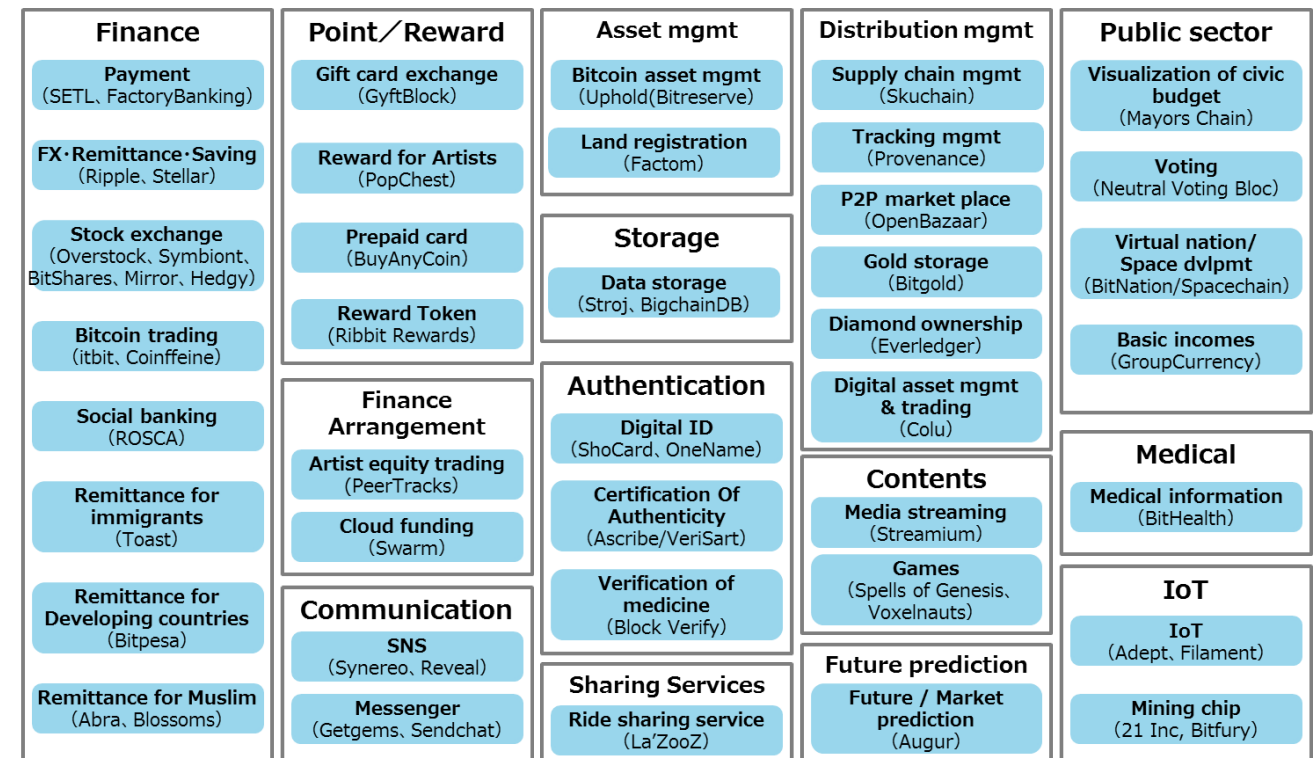 Finance
Payment
(SETL、FactoryBanking)
FX･Remittance･Saving
(Ripple、Stellar)
Stock exchange
(Overstock、Symbiont、
BitShares、Mirror、Hedgy)
Bitcoin trading
(itbit、Coinffeine)
Social banking
(ROSCA)
Remittance for
immigrants
(Toast)
Remittance for
Developing countries
(Bitpesa)
Remittance for Muslim
(Abra、Blossoms)
Point／Reward
Gift card exchange
(GyftBlock)
Reward for Artists
(PopChest)
Prepaid card
(BuyAnyCoin)
Reward Token
(Ribbit Rewards)
Finance
Arrangement
Artist equity trading
(PeerTracks)
Cloud funding
(Swarm)
Communication
SNS
(Synereo、Reveal)
Messenger
(Getgems、Sendchat)
Asset mgmt
Bitcoin asset mgmt
(Uphold(Bitreserve)
Land registration
(Factom)
Storage
Data storage
(Stroj、BigchainDB)
Authentication
Digital ID
(ShoCard、OneName)
Certification Of
Authenticity
(Ascribe/VeriSart)
Verification of
medicine
(Block Verify)
Sharing Services
Ride sharing service
(La’ZooZ)
Distribution mgmt
Supply chain mgmt
(Skuchain)
Tracking mgmt
(Provenance)
P2P market place
(OpenBazaar)
Gold storage
(Bitgold)
Diamond ownership
(Everledger)
Digital asset mgmt
& trading
(Colu)
Contents
Media streaming
(Streamium)
Games
(Spells of Genesis、
Voxelnauts)
Future prediction
Future / Market
prediction
(Augur)
Public sector
Visualization of civic
budget
(Mayors Chain)
Voting
(Neutral Voting Bloc)
Virtual nation/
Space dvlpmt
(BitNation/Spacechain)
Basic incomes
(GroupCurrency)
Medical
Medical information
(BitHealth)
IoT
IoT
(Adept、Filament)
Mining chip
(21 Inc, Bitfury)